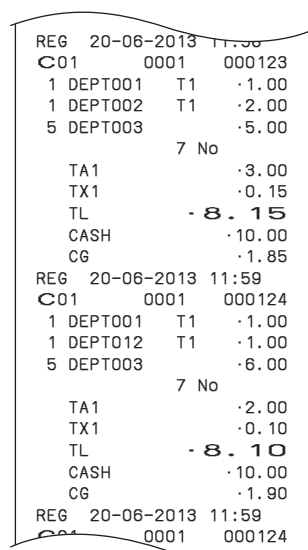 REG 20-06-2013 11:58
C01 0001 000123
1 DEPT001 T1 ·1.00
1 DEPT002 T1 ·2.00
5 DEPT003 ·5.00
7 No
TA1 ·3.00
TX1 ·0.15
TL ·8.15
CASH ·10.00
CG ·1.85
REG 20-06-2013 11:59
C01 0001 000124
1 DEPT001 T1 ·1.00
1 DEPT012 T1 ·1.00
5 DEPT003 ·6.00
7 No
TA1 ·2.00
TX1 ·0.10
TL ·8.10
CASH ·10.00
CG ·1.90
REG 20-06-2013 11:59
C01 0001 000124